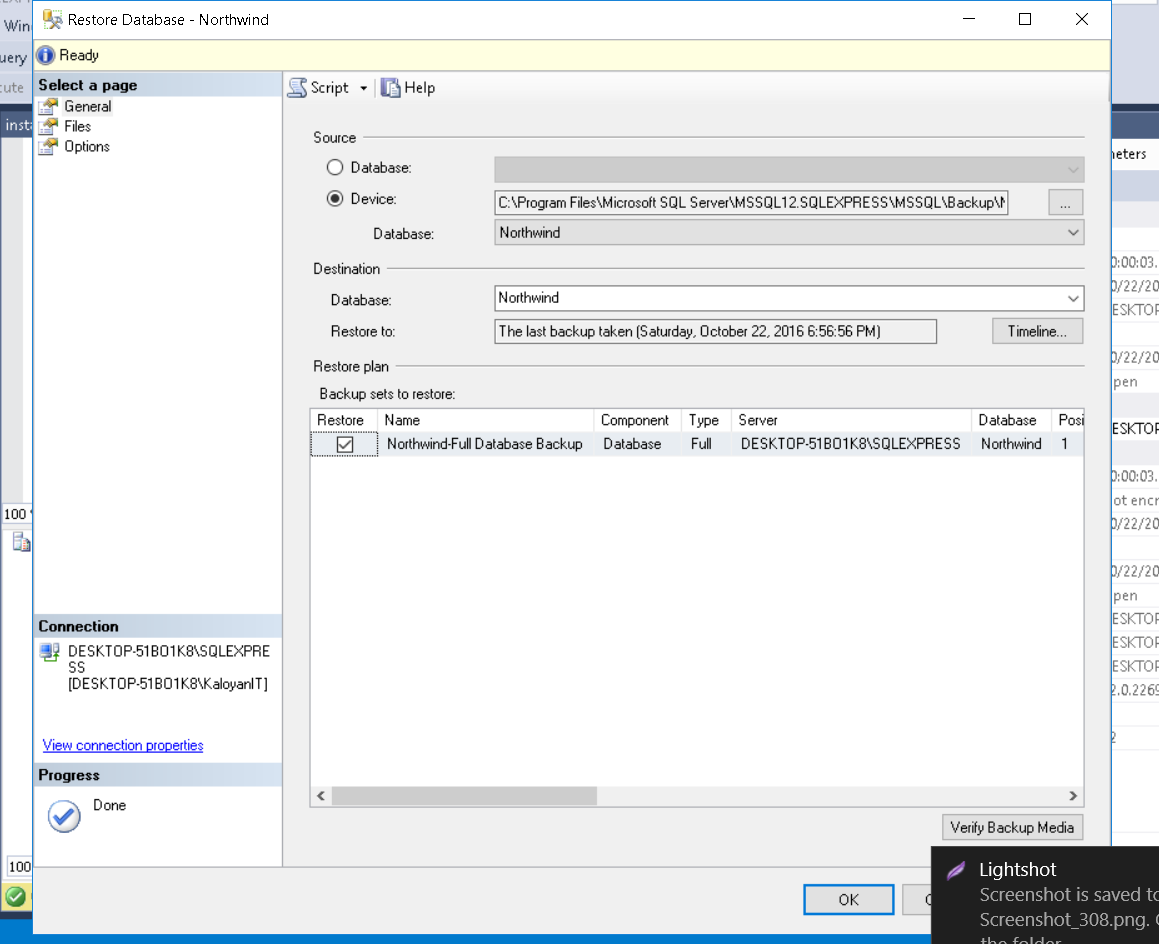 Restore Database - Northwind
Win
Ready
uery
Select a page
Script
Help
cute
General
Files
inst
Options
Source
Database:
meters
Device:
C:\Program Files\Microsoft SQL Server\MSSQL12.SQLEXPRESS\MSSQL\Backup\N
...
Database:
Northwind
Destination
0:00:03.
Database:
Northwind
0/22/20
ESKTOP
Restore to:
The last backup taken (Saturday, October 22, 2016 6:56:56 PM)
Timeline...
0/22/20
Restore plan
pen
Backup sets to restore:
Restore Name Component Type Server Database Posi
ESKTOP
Northwind-Full Database Backup Database Full DESKTOP-51BO1K8\SQLEXPRESS Northwind 1
0:00:03.
ot encr
100 %
0/22/20
0/22/20
pen
Connection
ESKTOP
DESKTOP-51BO1K8\SQLEXPRE
SS
[DESKTOP-51BO1K8\KaloyanIT]
ESKTOP
ESKTOP
2.0.2269
View connection properties
2
Progress
Done
Verify Backup Media
100
OK
Lightshot
Screenshot is saved to
Screenshot_308.png. C
the folder